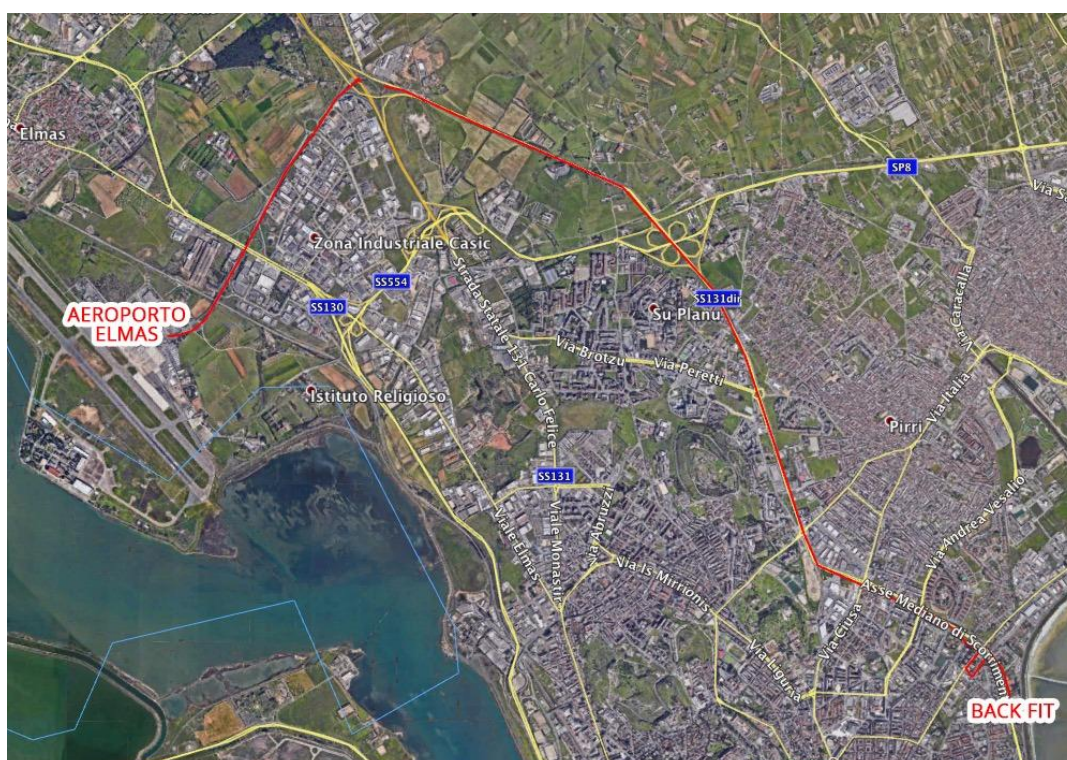 Elmas
SP8
Via S
Zona Industriale Casic
SS554
SS130
AEROPORTO
ELMAS
SS131dir
Su Planu
Via Caracalla
Strada Statale 131 Carlo Felice
Via Brotzu
Via Peretti
Istituto Religioso
Via Italia
Pirri
SS131
Viale Elmas
Viale Monastir
Via Abruzzi
Via Is Mirrionis
Via Andrea Vesalio
Asse Mediano di Scorriment
Via Ciusa
Via Liguria
BACK FIT